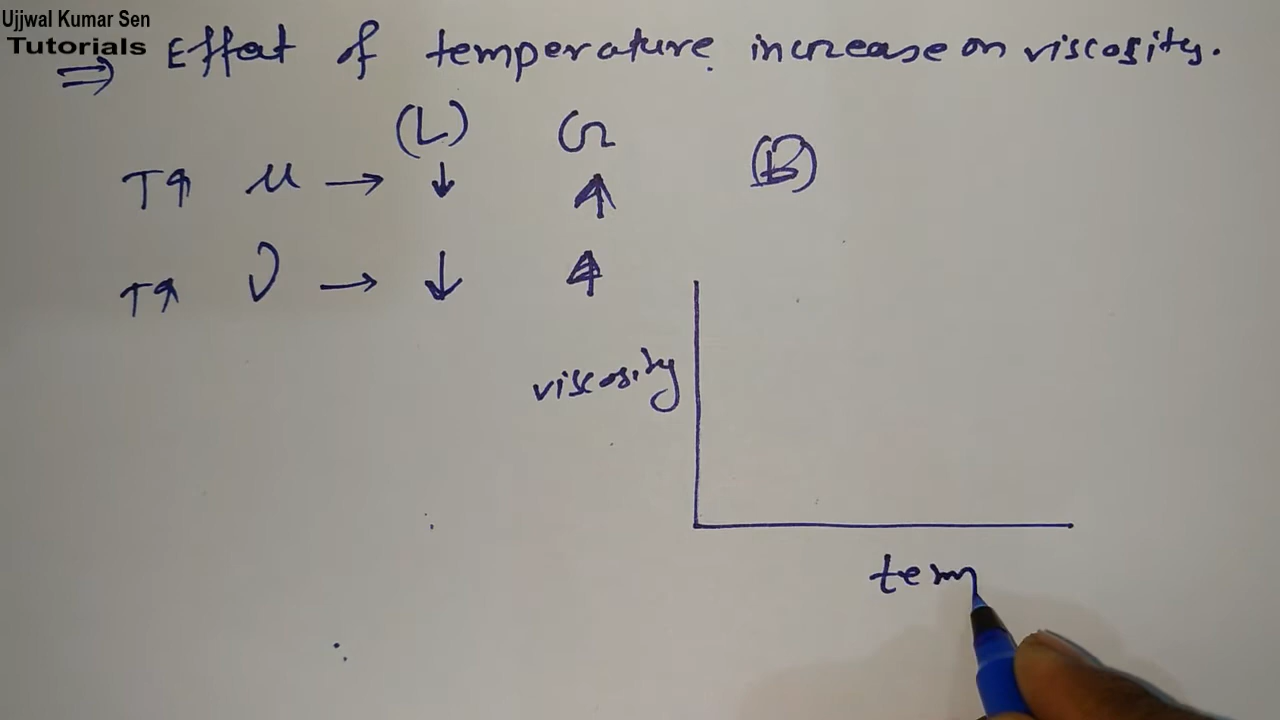 Ujjwal Kumar Sen
Tutorials
⇒ Effect of temperature increase on viscosity.
(L) G
T↑ μ → ↓ ↑
(B)
T↑ ν → ↓ ↑
viscosity
tem